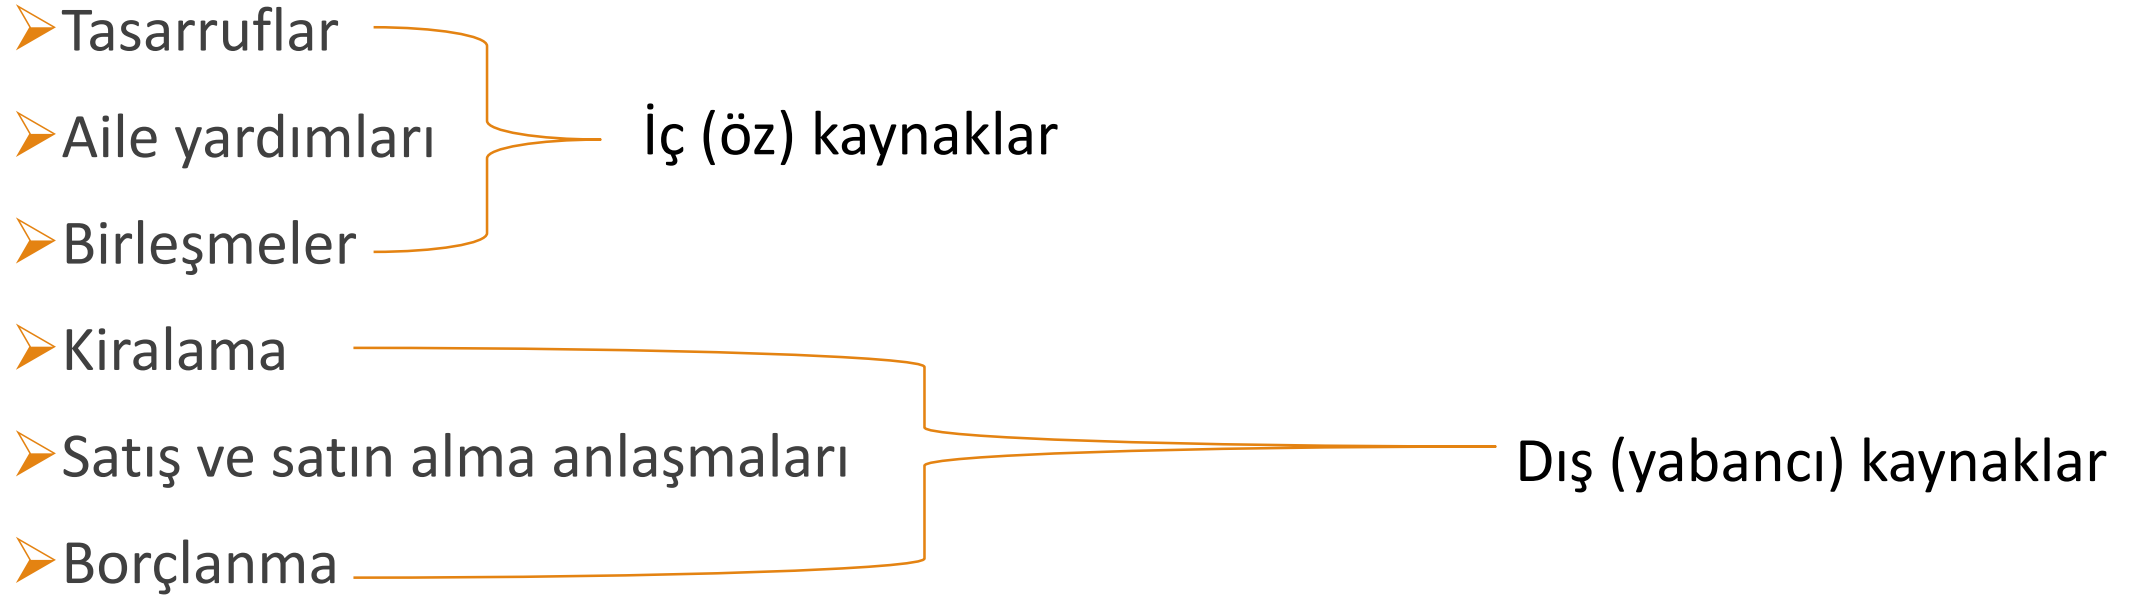 Tasarruflar
Aile yardımları
İç (öz) kaynaklar
Birleşmeler
Kiralama
Satış ve satın alma anlaşmaları
Dış (yabancı) kaynaklar
Borçlanma